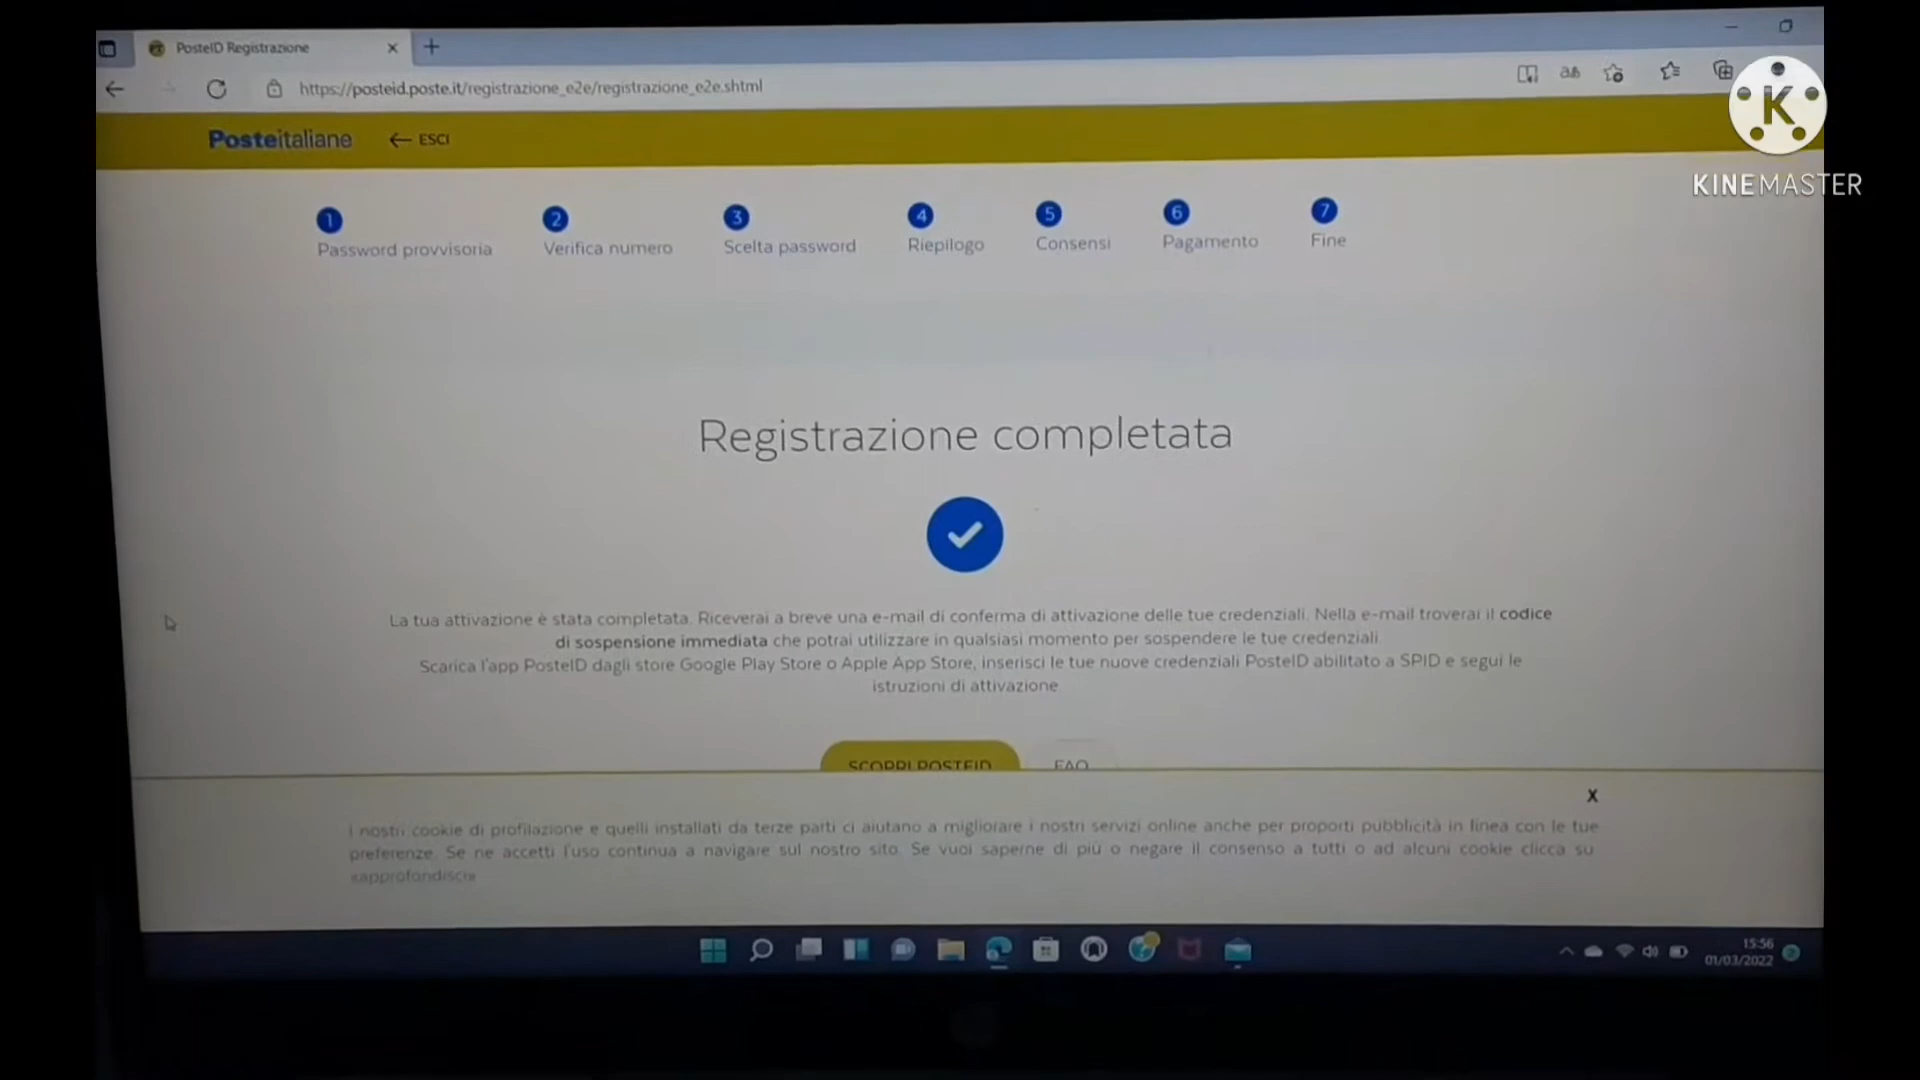 PosteID Registrazione
https://posteid.poste.it/registrazione_e2e/registrazione_e2e.shtml
K
KINEMASTER
Posteitaliane ← ESCI
1 2 3 4 5 6 7
Password provvisoria Verifica numero Scelta password Riepilogo Consensi Pagamento Fine
Registrazione completata
La tua attivazione è stata completata. Riceverai a breve una e-mail di conferma di attivazione delle tue credenziali. Nella e-mail troverai il codice
di sospensione immediata che potrai utilizzare in qualsiasi momento per sospendere le tue credenziali.
Scarica l'app PosteID dagli store Google Play Store o Apple App Store, inserisci le tue nuove credenziali PosteID abilitato a SPID e segui le
istruzioni di attivazione
SCOPRI POSTEID FAQ
X
I nostri cookie di profilazione e quelli installati da terze parti ci aiutano a migliorare i nostri servizi online anche per proporti pubblicità in linea con le tue
preferenze. Se ne accetti l'uso continua a navigare sul nostro sito. Se vuoi saperne di più o negare il consenso a tutti o ad alcuni cookie clicca su
«approfondisci»
15:56
01/03/2022